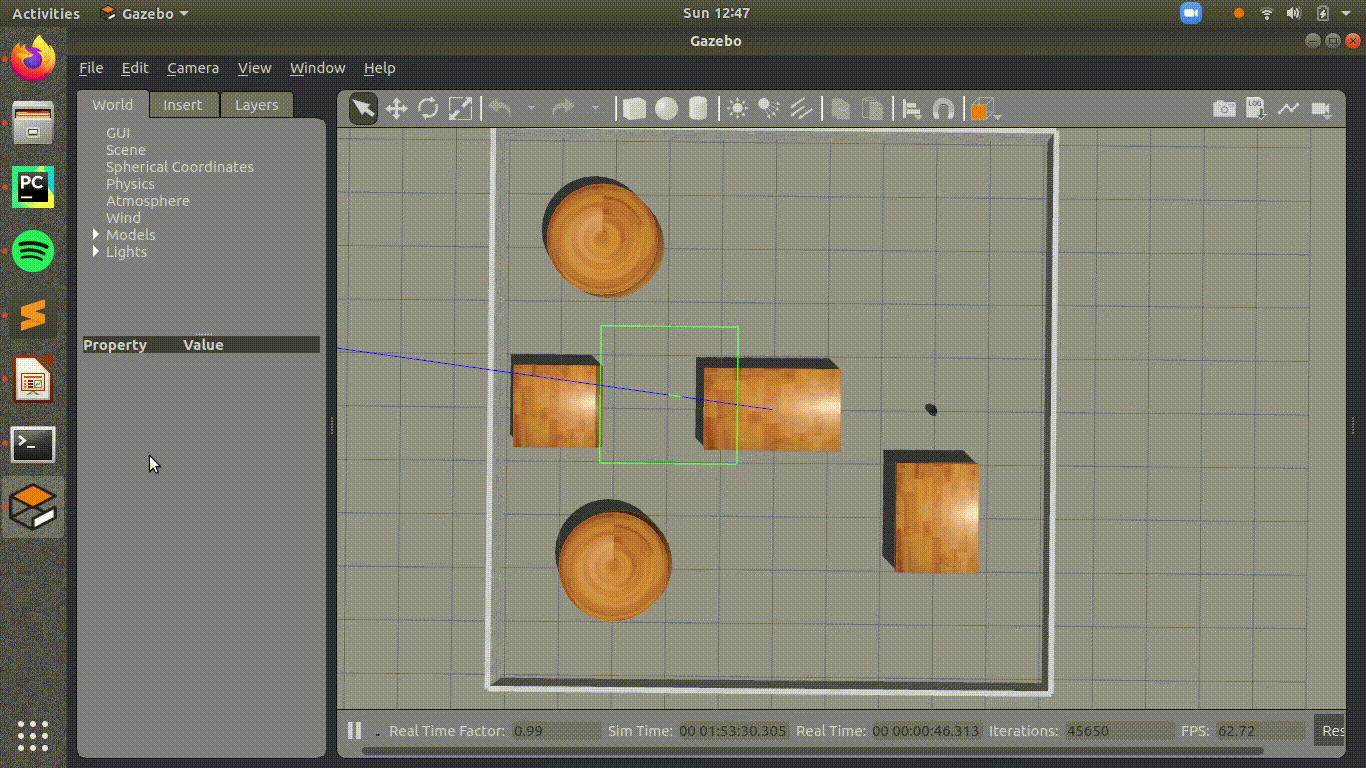 Activities Gazebo Sun 12:47
Gazebo
File Edit Camera View Window Help
World Insert Layers
LOG
GUI
Scene
Spherical Coordinates
Physics
Atmosphere
Wind
Models
Lights
PC
Property Value
Real Time Factor: 0.99 Sim Time: 00 01:53:30.305 Real Time: 00 00:00:46.313 Iterations: 45650 FPS: 62.72 Res